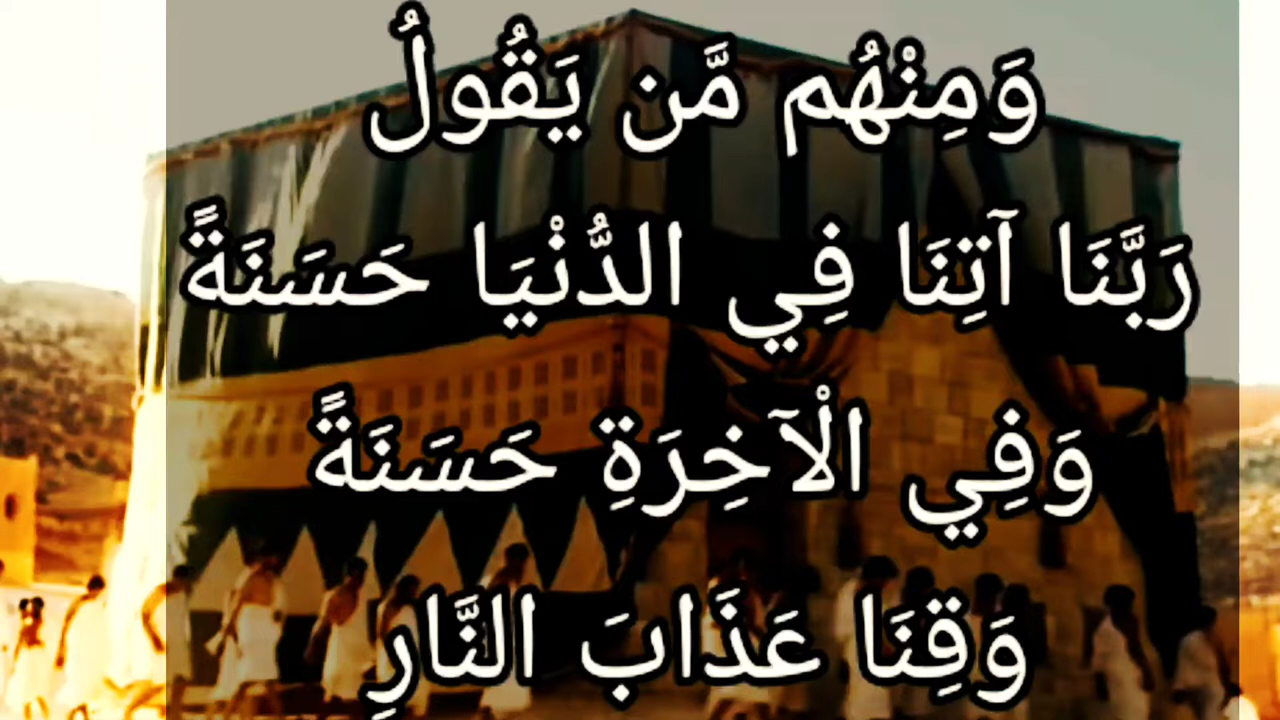 وَمِنْهُم مَّن يَقُولُ
رَبَّنَا آتِنَا فِي الدُّنْيَا حَسَنَةً
وَفِي الْآخِرَةِ حَسَنَةً
وَقِنَا عَذَابَ النَّارِ